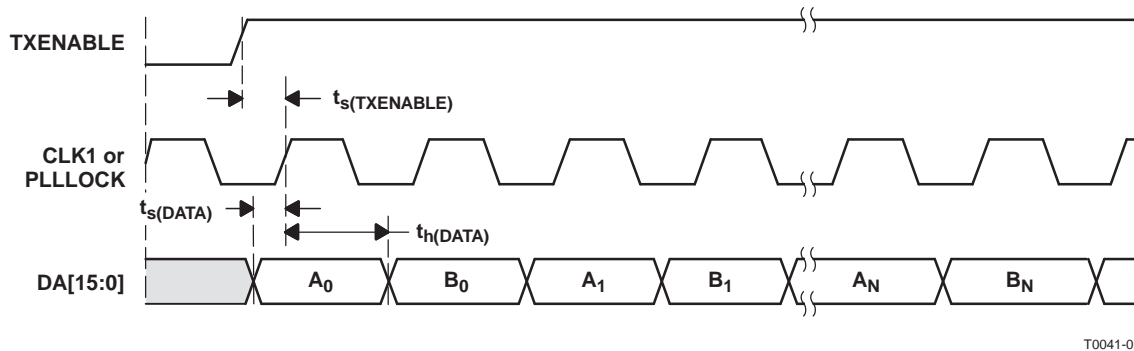 TXENABLE
ts(TXENABLE)
CLK1 or
PLLLOCK
ts(DATA)
th(DATA)
DA[15:0]
A0
B0
A1
B1
AN
BN
T0041-0